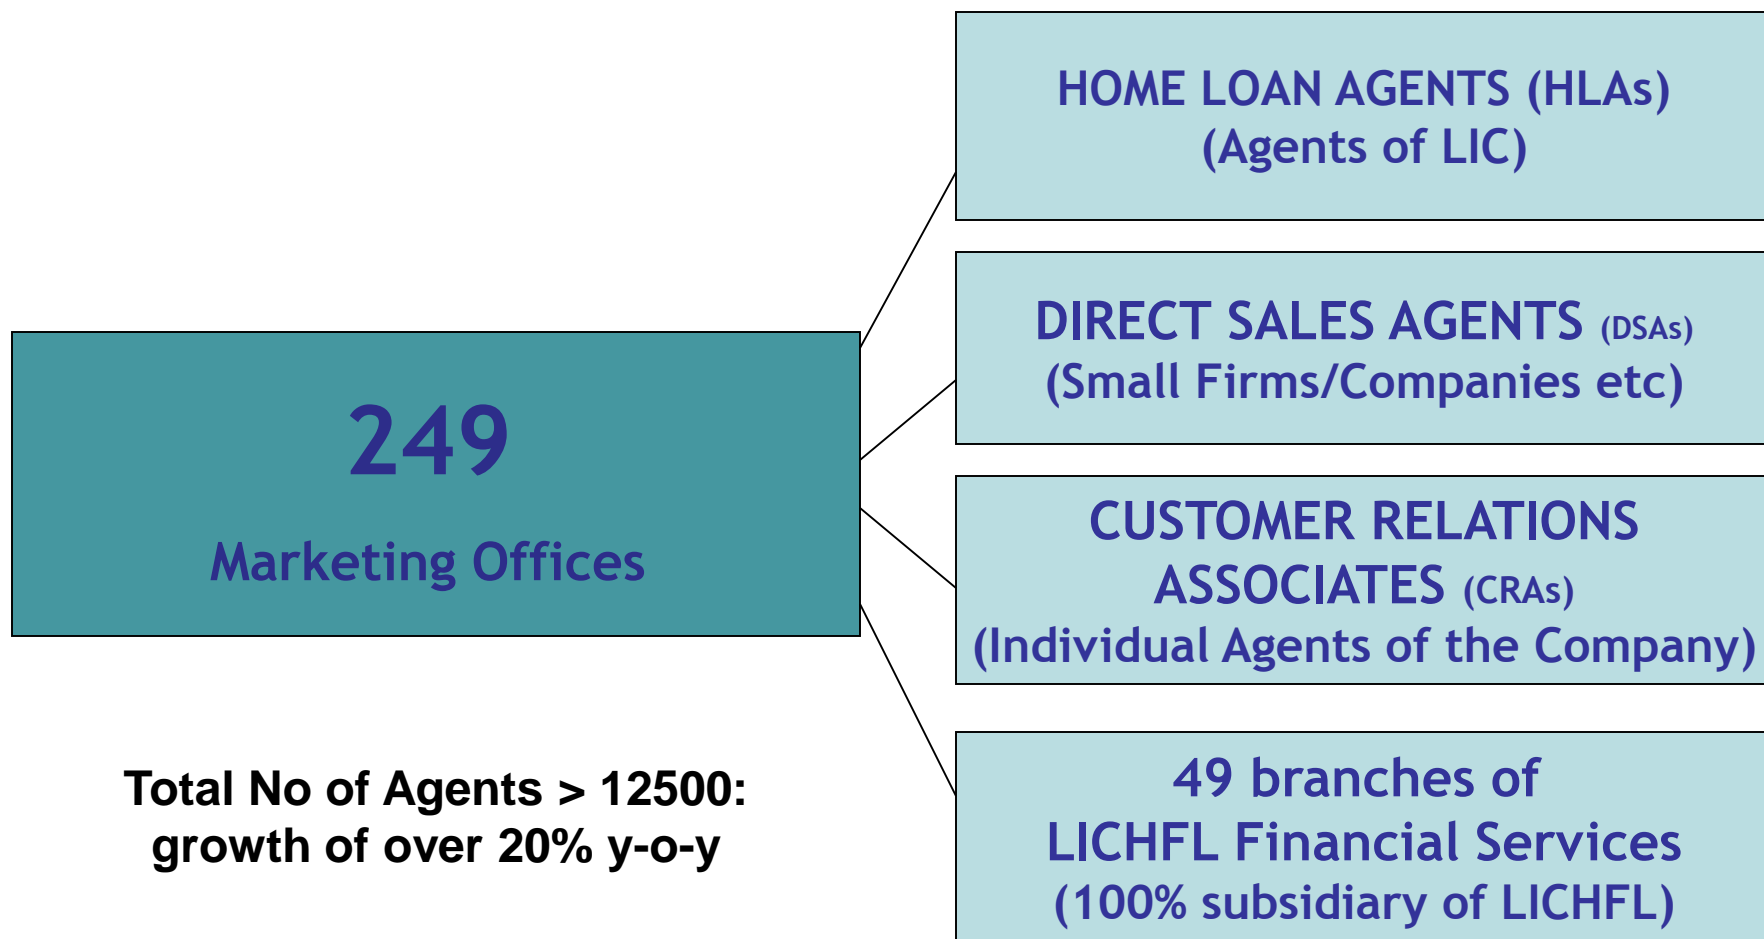 HOME LOAN AGENTS (HLAs)
(Agents of LIC)
DIRECT SALES AGENTS (DSAs)
(Small Firms/Companies etc)
249
Marketing Offices
CUSTOMER RELATIONS
ASSOCIATES (CRAs)
(Individual Agents of the Company)
49 branches of
LICHFL Financial Services
(100% subsidiary of LICHFL)
Total No of Agents > 12500:
growth of over 20% y-o-y